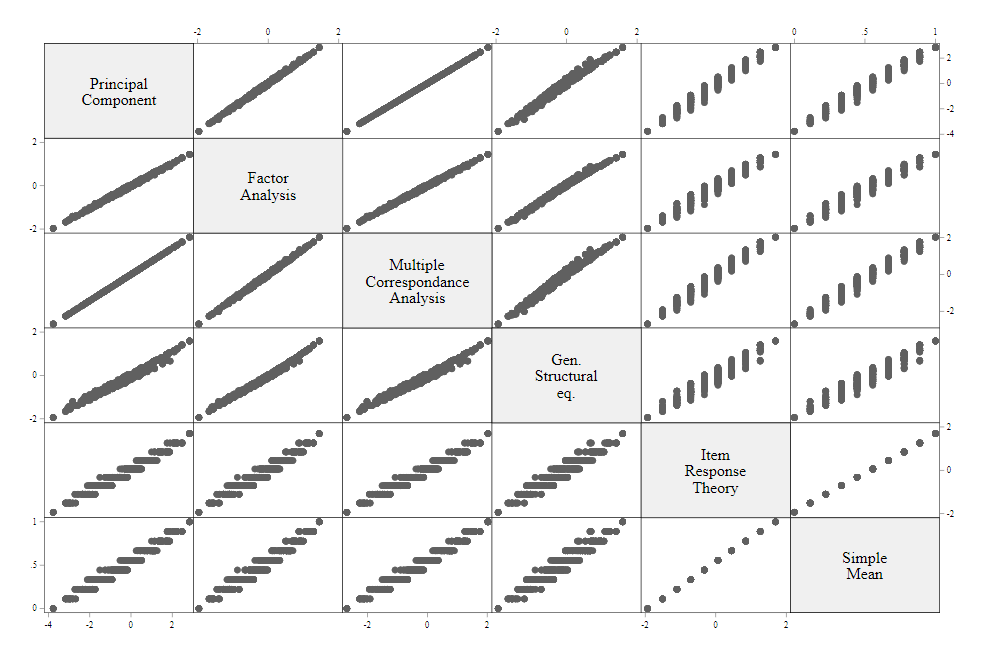 -2 0 2 -2 0 2 0 .5 1
Principal
Component
2
0
-2
-4
2
0
-2
Factor
Analysis
Multiple
Correspondance
Analysis
2
0
-2
2
0
-2
Gen.
Structural
eq.
Item
Response
Theory
2
0
-2
1
.5
0
Simple
Mean
-4 -2 0 2 -2 0 2 -2 0 2